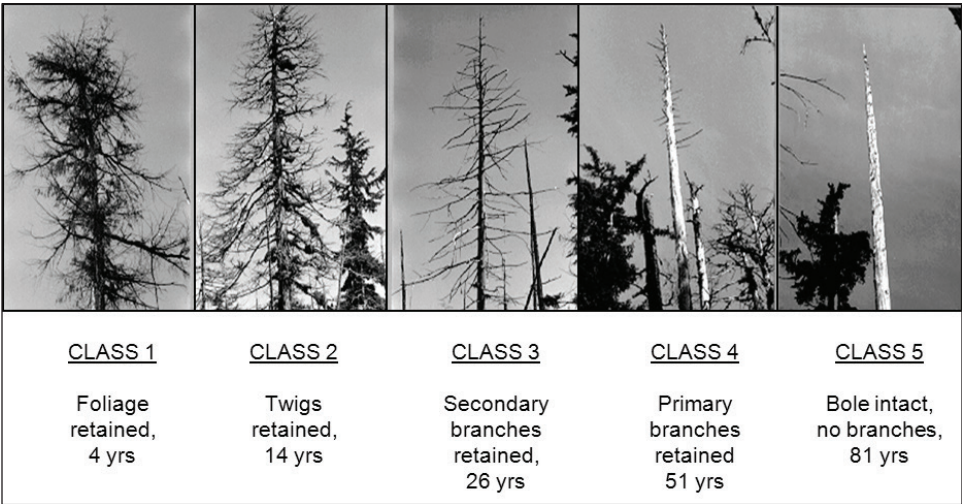 CLASS 1
Foliage
retained,
4 yrs
CLASS 2
Twigs
retained,
14 yrs
CLASS 3
Secondary
branches
retained,
26 yrs
CLASS 4
Primary
branches
retained
51 yrs
CLASS 5
Bole intact,
no branches,
81 yrs